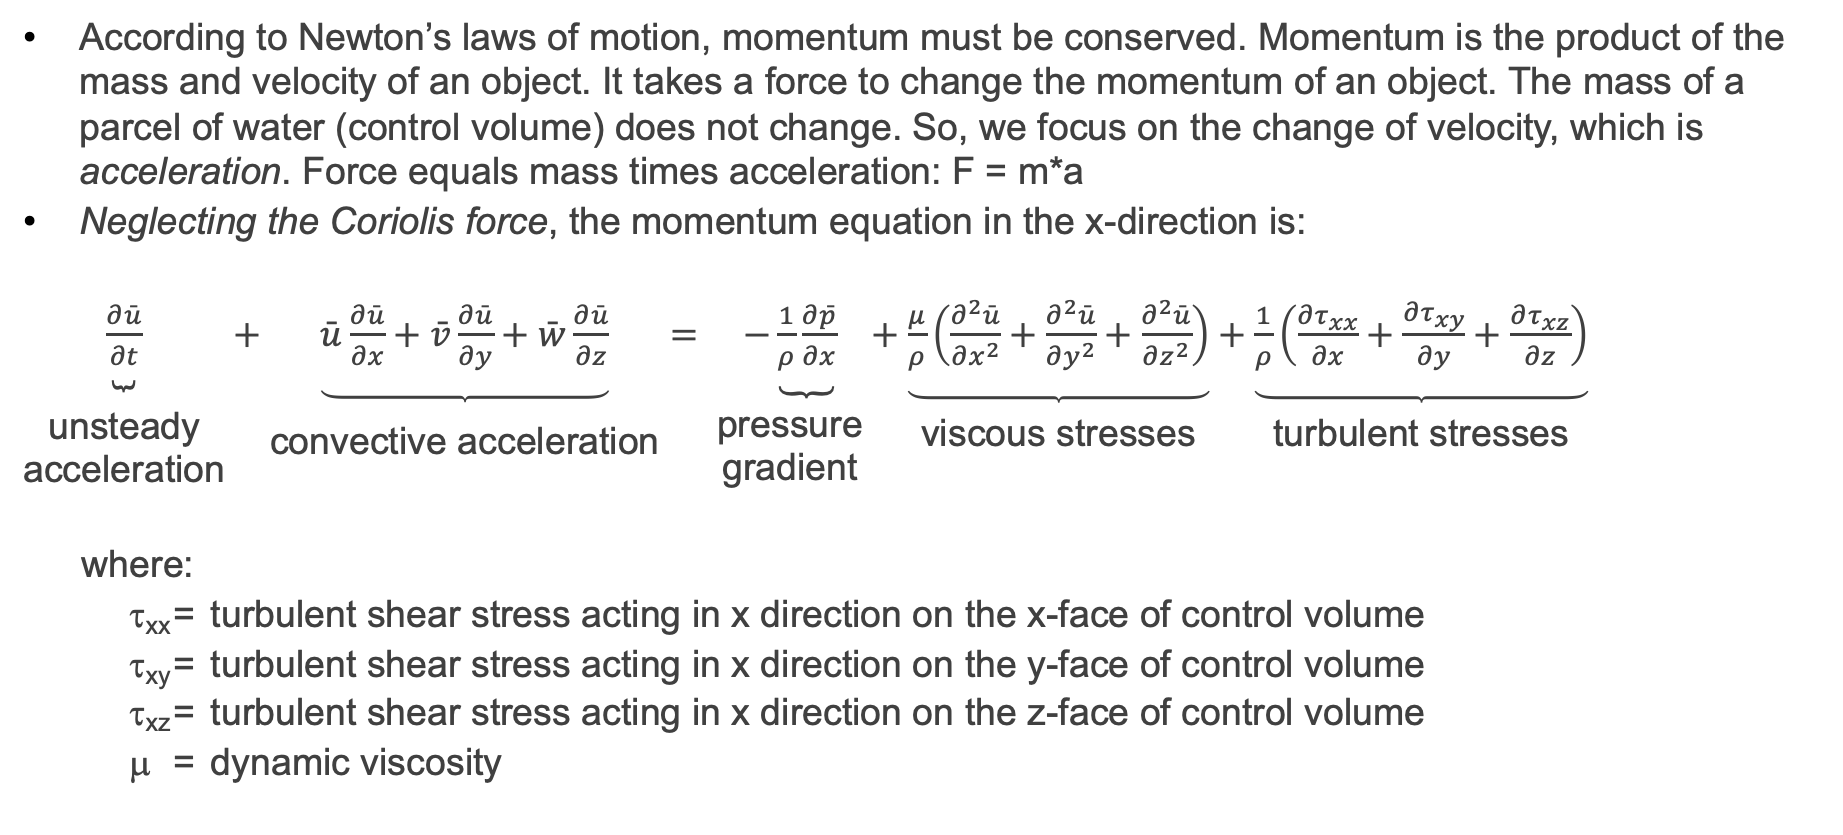 • According to Newton’s laws of motion, momentum must be conserved. Momentum is the product of the
mass and velocity of an object. It takes a force to change the momentum of an object. The mass of a
parcel of water (control volume) does not change. So, we focus on the change of velocity, which is
acceleration. Force equals mass times acceleration: F = m*a
• Neglecting the Coriolis force, the momentum equation in the x-direction is:
∂ū/∂t + ū ∂ū/∂x + v̄ ∂ū/∂y + w̄ ∂ū/∂z = − 1/ρ ∂p̄/∂x + μ/ρ (∂²ū/∂x² + ∂²ū/∂y² + ∂²ū/∂z²) + 1/ρ (∂τxx/∂x + ∂τxy/∂y + ∂τxz/∂z)
unsteady acceleration
convective acceleration
pressure gradient
viscous stresses
turbulent stresses
where:
τxx= turbulent shear stress acting in x direction on the x-face of control volume
τxy= turbulent shear stress acting in x direction on the y-face of control volume
τxz= turbulent shear stress acting in x direction on the z-face of control volume
μ = dynamic viscosity